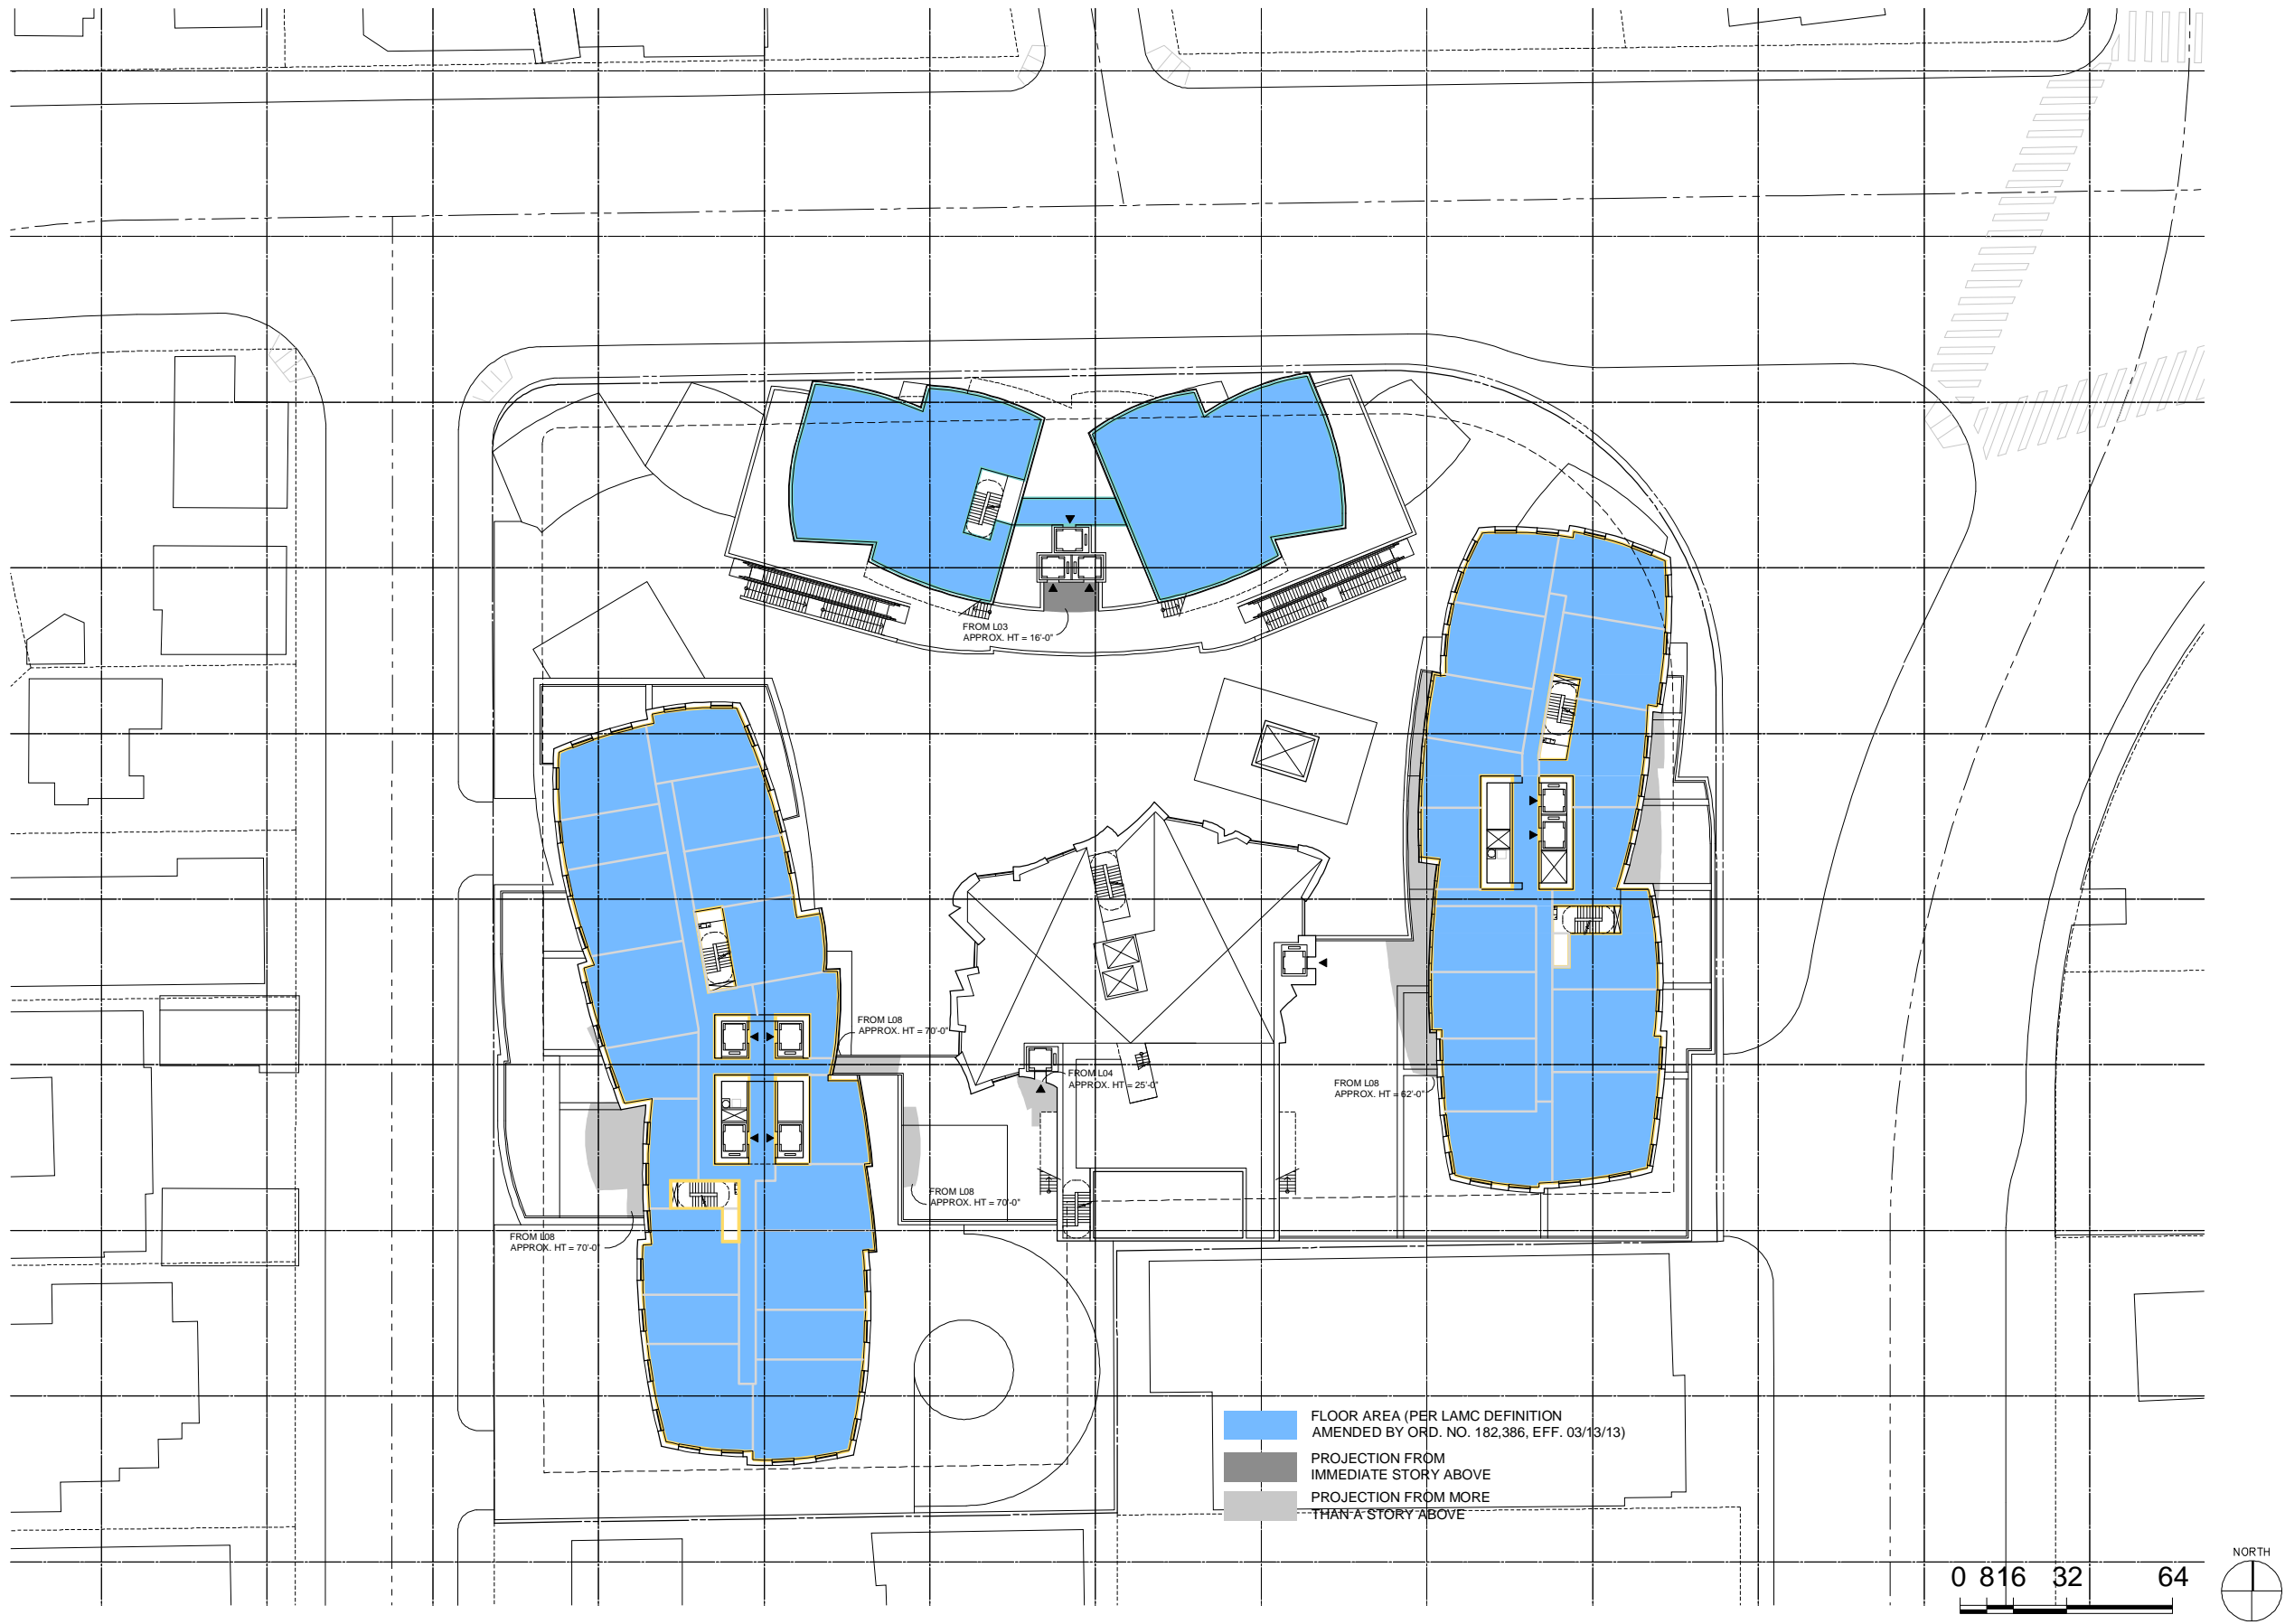 FROM L03
APPROX. HT = 16'-0"
FROM L08
APPROX. HT = 70'-0"
FROM L04
APPROX. HT = 25'-0"
FROM L08
APPROX. HT = 62'-0"
FROM L08
APPROX. HT = 70'-0"
FROM L08
APPROX. HT = 70'-0"
FLOOR AREA (PER LAMC DEFINITION
AMENDED BY ORD. NO. 182,386, EFF. 03/13/13)
PROJECTION FROM
IMMEDIATE STORY ABOVE
PROJECTION FROM MORE
THAN A STORY ABOVE
NORTH
0 8 16 32 64